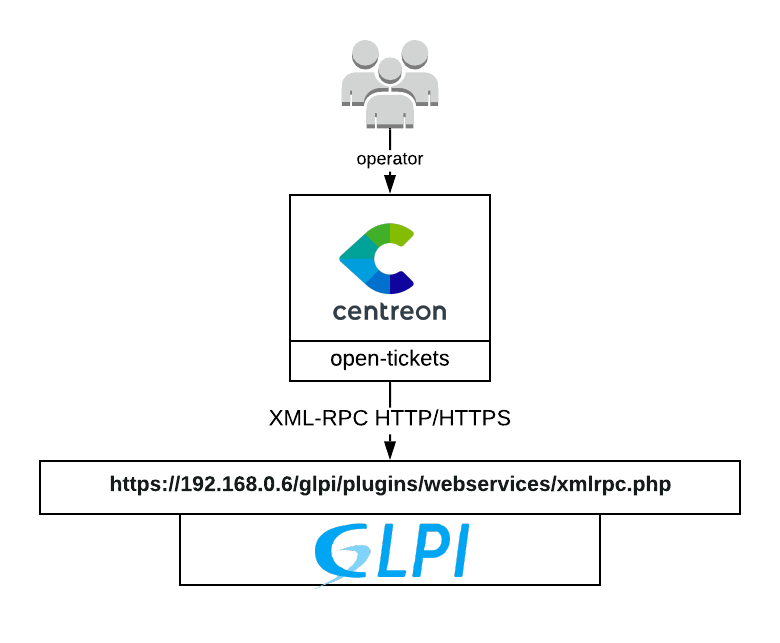 operator
centreon
open-tickets
XML-RPC HTTP/HTTPS
https://192.168.0.6/glpi/plugins/webservices/xmlrpc.php
GLPI